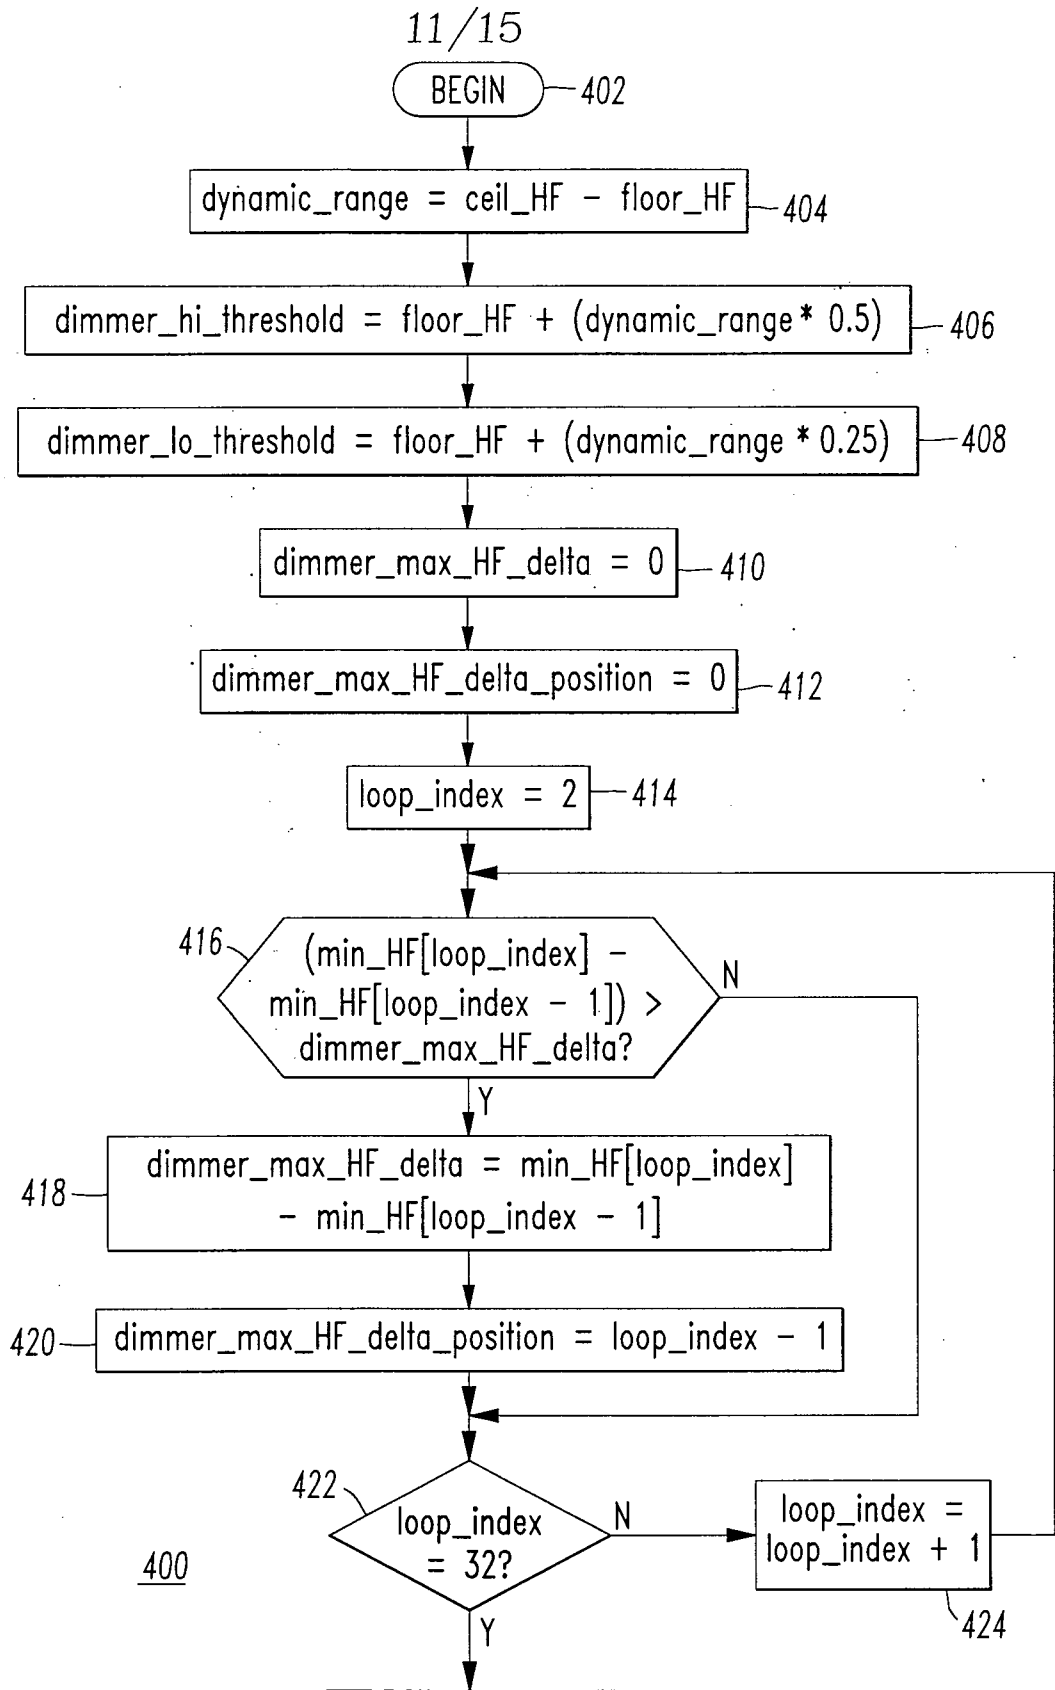 11/15
BEGIN
402
dynamic_range = ceil_HF - floor_HF
404
dimmer_hi_threshold = floor_HF + (dynamic_range * 0.5)
406
dimmer_lo_threshold = floor_HF + (dynamic_range * 0.25)
408
dimmer_max_HF_delta = 0
410
dimmer_max_HF_delta_position = 0
412
loop_index = 2
414
416
(min_HF[loop_index] -
min_HF[loop_index - 1]) >
dimmer_max_HF_delta?
N
Y
418
dimmer_max_HF_delta = min_HF[loop_index]
- min_HF[loop_index - 1]
420
dimmer_max_HF_delta_position = loop_index - 1
422
loop_index
= 32?
N
loop_index =
loop_index + 1
424
400
Y